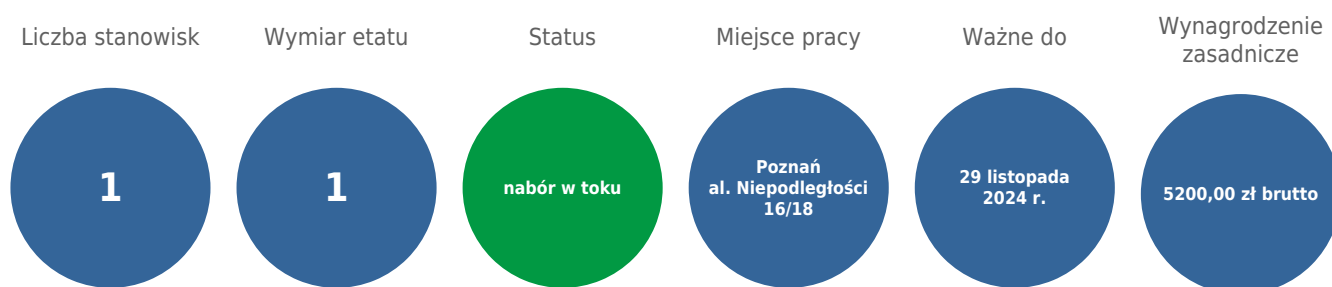 Liczba stanowisk
1
Wymiar etatu
1
Status
nabór w toku
Miejsce pracy
Poznań
al. Niepodległości
16/18
Ważne do
29 listopada
2024 r.
Wynagrodzenie
zasadnicze
5200,00 zł brutto